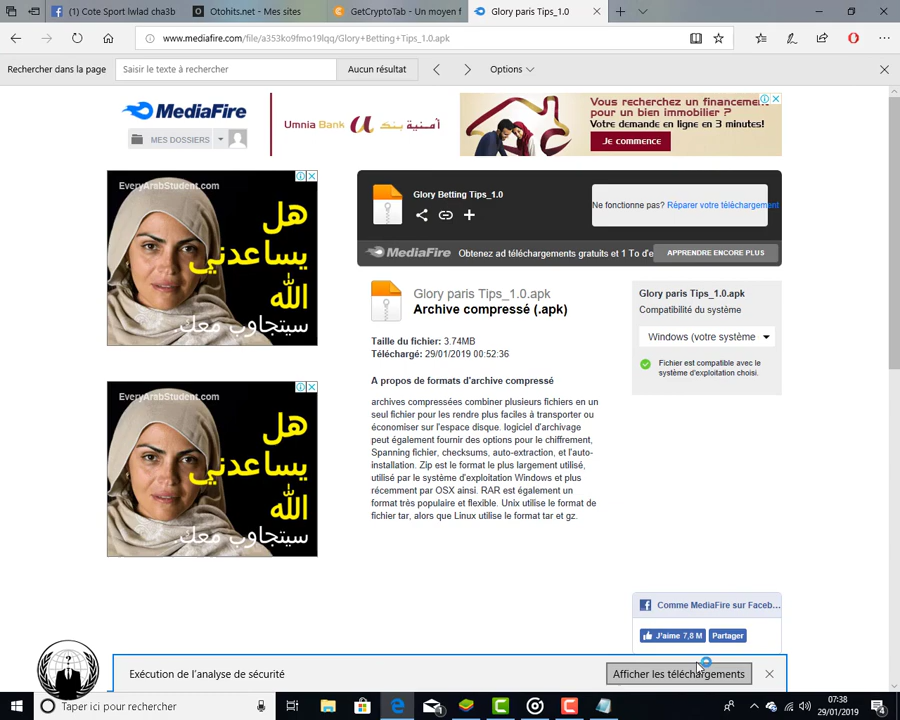 (1) Cote Sport lwlad cha3b
Otohits.net - Mes sites
GetCryptoTab - Un moyen f
Glory paris Tips_1.0
www.mediafire.com/file/a353ko9fmo19lqq/Glory+Betting+Tips_1.0.apk
Rechercher dans la page
Saisir le texte à rechercher
Aucun résultat
Options
MediaFire
MES DOSSIERS
Umnia Bank أمنية بنك
Vous recherchez un financement
pour un bien immobilier ?
Votre demande en ligne en 3 minutes!
Je commence
EveryArabStudent.com
هل
يساعدني
الله
سيتجاوب معك.
Glory Betting Tips_1.0
Ne fonctionne pas? Réparer votre téléchargement
MediaFire
Obtenez ad téléchargements gratuits et 1 To d'e
APPRENDRE ENCORE PLUS
Glory paris Tips_1.0.apk
Archive compressé (.apk)
Taille du fichier: 3.74MB
Téléchargé: 29/01/2019 00:52:36
A propos de formats d'archive compressé
archives compressées combiner plusieurs fichiers en un
seul fichier pour les rendre plus faciles à transporter ou
économiser sur l'espace disque. logiciel d'archivage
peut également fournir des options pour le chiffrement,
Spanning fichier, checksums, auto-extraction, et l'auto-
installation. Zip est le format le plus largement utilisé,
utilisé par le système d'exploitation Windows et plus
récemment par OSX ainsi. RAR est également un
format très populaire et flexible. Unix utilise le format de
fichier tar, alors que Linux utilise le format tar et gz.
Glory paris Tips_1.0.apk
Compatibilité du système
Windows (votre système
Fichier est compatible avec le
système d'exploitation choisi.
EveryArabStudent.com
هل
يساعدني
الله
سيتجاوب معك.
Comme MediaFire sur Faceb...
J'aime 7,8 M
Partager
Exécution de l'analyse de sécurité
Afficher les téléchargements
Taper ici pour rechercher
07:38
29/01/2019
4